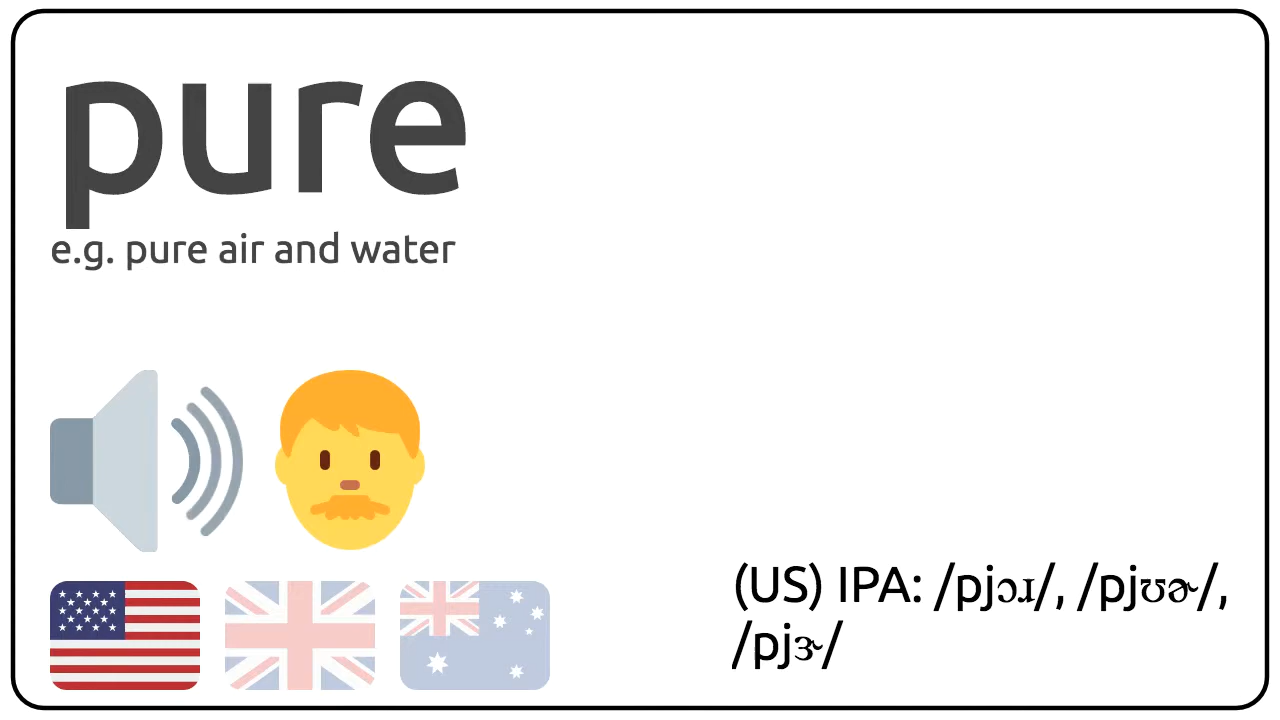 pure
e.g. pure air and water
(US) IPA: /pjɔɹ/, /pjʊɚ/,
/pjɝ/